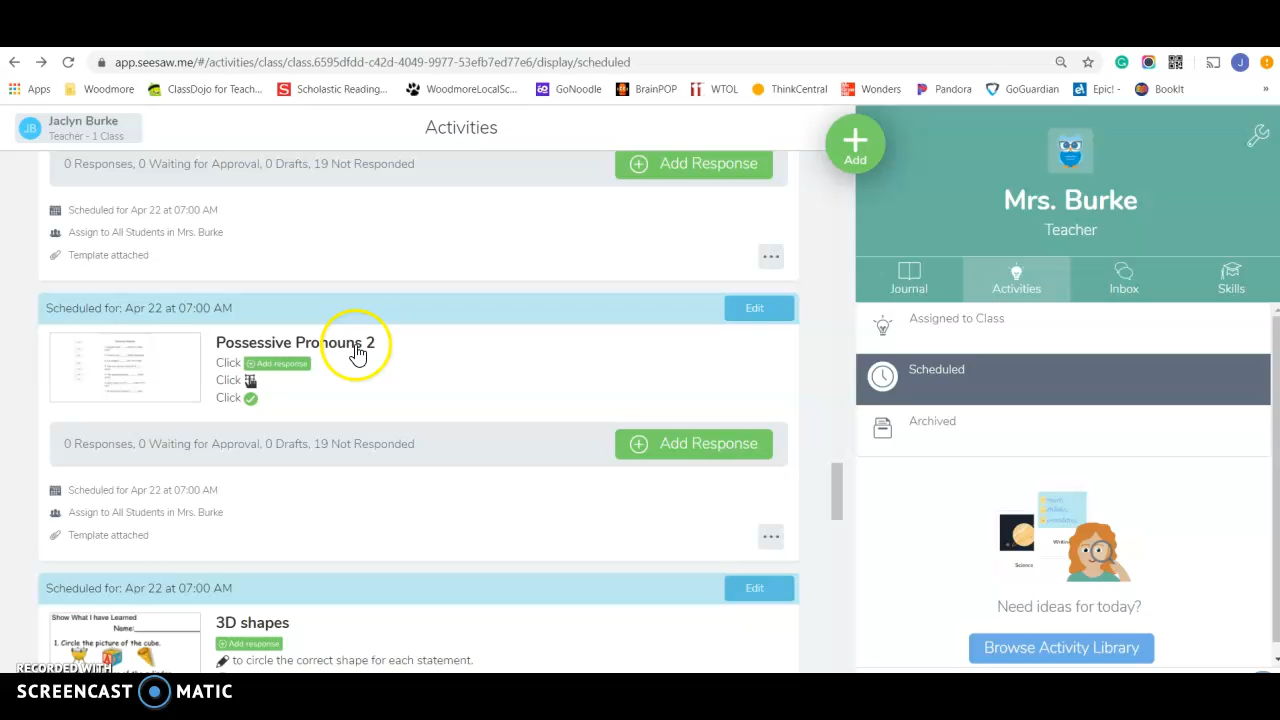 app.seesaw.me/#/activities/class/class.6595dfdd-c42d-4049-9977-53efb7ed77e6/display/scheduled
Apps Woodmore ClassDojo for Teach... Scholastic Reading... WoodmoreLocalSc... GoNoodle BrainPOP WTOL ThinkCentral Wonders Pandora GoGuardian Epic! - BookIt »
JB Jaclyn Burke
Teacher - 1 Class
Activities
Add
0 Responses, 0 Waiting for Approval, 0 Drafts, 19 Not Responded Add Response
Scheduled for Apr 22 at 07:00 AM
Assign to All Students in Mrs. Burke
Template attached
Scheduled for: Apr 22 at 07:00 AM Edit
Possessive Pronouns 2
Click Add response
Click
Click
0 Responses, 0 Waiting for Approval, 0 Drafts, 19 Not Responded Add Response
Scheduled for Apr 22 at 07:00 AM
Assign to All Students in Mrs. Burke
Template attached
Scheduled for: Apr 22 at 07:00 AM Edit
Show What I have Learned
Name:
1. Circle the picture of the cube.
3D shapes
Add response
to circle the correct shape for each statement.
J
Mrs. Burke
Teacher
Journal Activities Inbox Skills
Assigned to Class
Scheduled
Archived
Science
Need ideas for today?
Browse Activity Library
RECORDED WITH
SCREENCAST MATIC